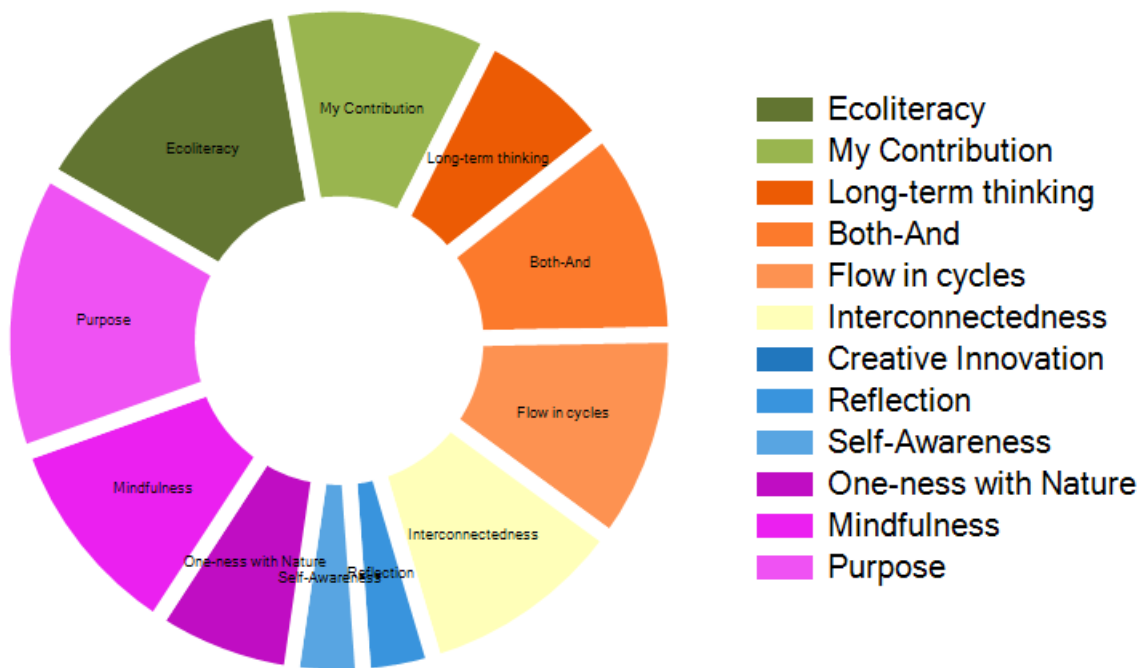 My Contribution
Ecoliteracy
Long-term thinking
Both-And
Purpose
Flow in cycles
Mindfulness
Interconnectedness
One-ness with Nature
Self-Awareness
Reflection
Ecoliteracy
My Contribution
Long-term thinking
Both-And
Flow in cycles
Interconnectedness
Creative Innovation
Reflection
Self-Awareness
One-ness with Nature
Mindfulness
Purpose